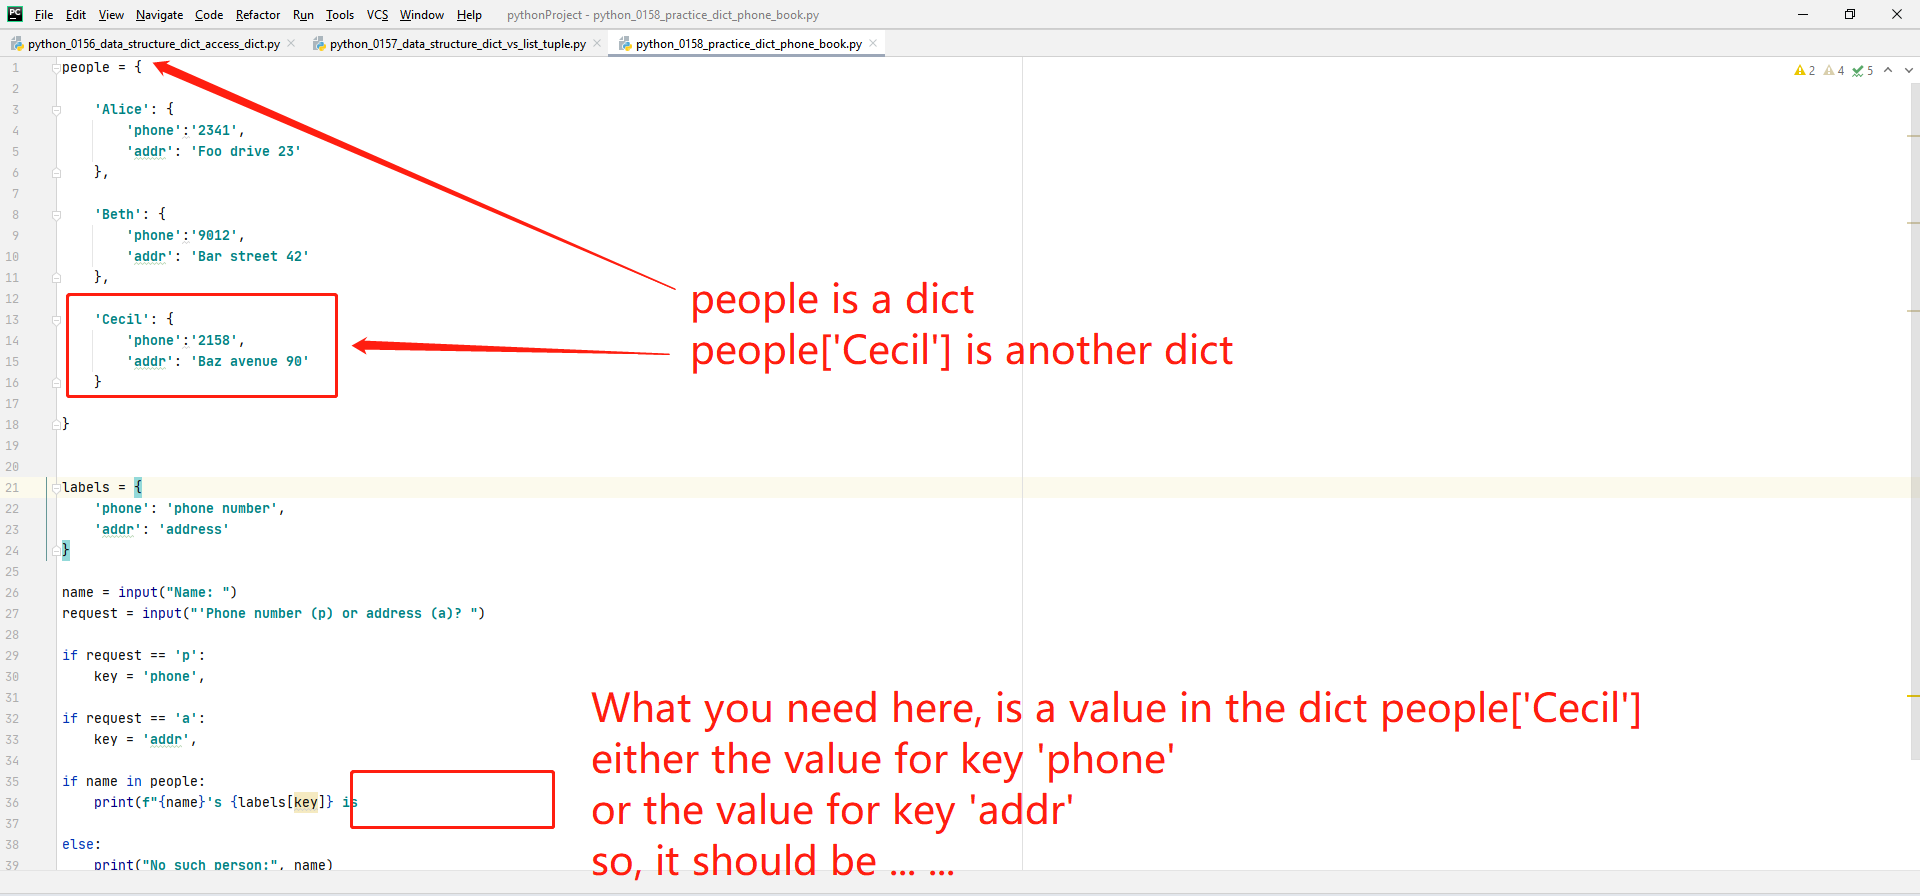 PC File Edit View Navigate Code Refactor Run Tools VCS Window Help pythonProject - python_0158_practice_dict_phone_book.py
python_0156_data_structure_dict_access_dict.py python_0157_data_structure_dict_vs_list_tuple.py python_0158_practice_dict_phone_book.py
2 4 5
1 people = {
2
3 'Alice': {
4 'phone':'2341',
5 'addr': 'Foo drive 23'
6 },
7
8 'Beth': {
9 'phone':'9012',
10 'addr': 'Bar street 42'
11 },
12
13 'Cecil': {
14 'phone':'2158',
15 'addr': 'Baz avenue 90'
16 }
17
18 }
19
20
21 labels = {
22 'phone': 'phone number',
23 'addr': 'address'
24 }
25
26 name = input("Name: ")
27 request = input("'Phone number (p) or address (a)? ")
28
29 if request == 'p':
30 key = 'phone',
31
32 if request == 'a':
33 key = 'addr',
34
35 if name in people:
36 print(f"{name}'s {labels[key]} is
37
38 else:
39 print("No such person:", name)
people is a dict
people['Cecil'] is another dict
What you need here, is a value in the dict people['Cecil']
either the value for key 'phone'
or the value for key 'addr'
so, it should be ... ...